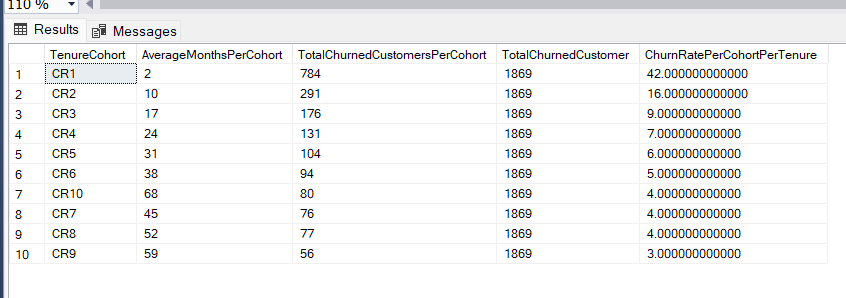 110 %
Results Messages
TenureCohort AverageMonthsPerCohort TotalChurnedCustomersPerCohort TotalChurnedCustomer ChurnRatePerCohortPerTenure
1 CR1 2 784 1869 42.000000000000
2 CR2 10 291 1869 16.000000000000
3 CR3 17 176 1869 9.000000000000
4 CR4 24 131 1869 7.000000000000
5 CR5 31 104 1869 6.000000000000
6 CR6 38 94 1869 5.000000000000
7 CR10 68 80 1869 4.000000000000
8 CR7 45 76 1869 4.000000000000
9 CR8 52 77 1869 4.000000000000
10 CR9 59 56 1869 3.000000000000